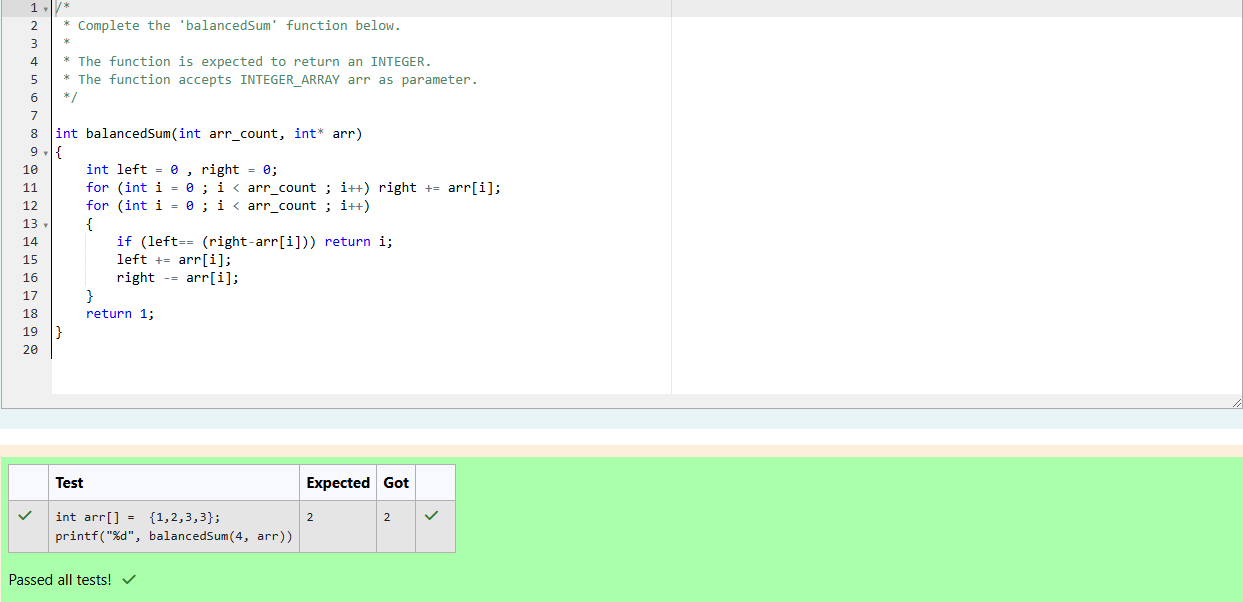 1 /*
2  * Complete the 'balancedSum' function below.
3  *
4  * The function is expected to return an INTEGER.
5  * The function accepts INTEGER_ARRAY arr as parameter.
6  */
7
8 int balancedSum(int arr_count, int* arr)
9 {
10     int left = 0 , right = 0;
11     for (int i = 0 ; i < arr_count ; i++) right += arr[i];
12     for (int i = 0 ; i < arr_count ; i++)
13     {
14         if (left== (right-arr[i])) return i;
15         left += arr[i];
16         right -= arr[i];
17     }
18     return 1;
19 }
20
Test Expected Got
int arr[] =  {1,2,3,3}; 2 2
printf("%d", balancedSum(4, arr))
Passed all tests!